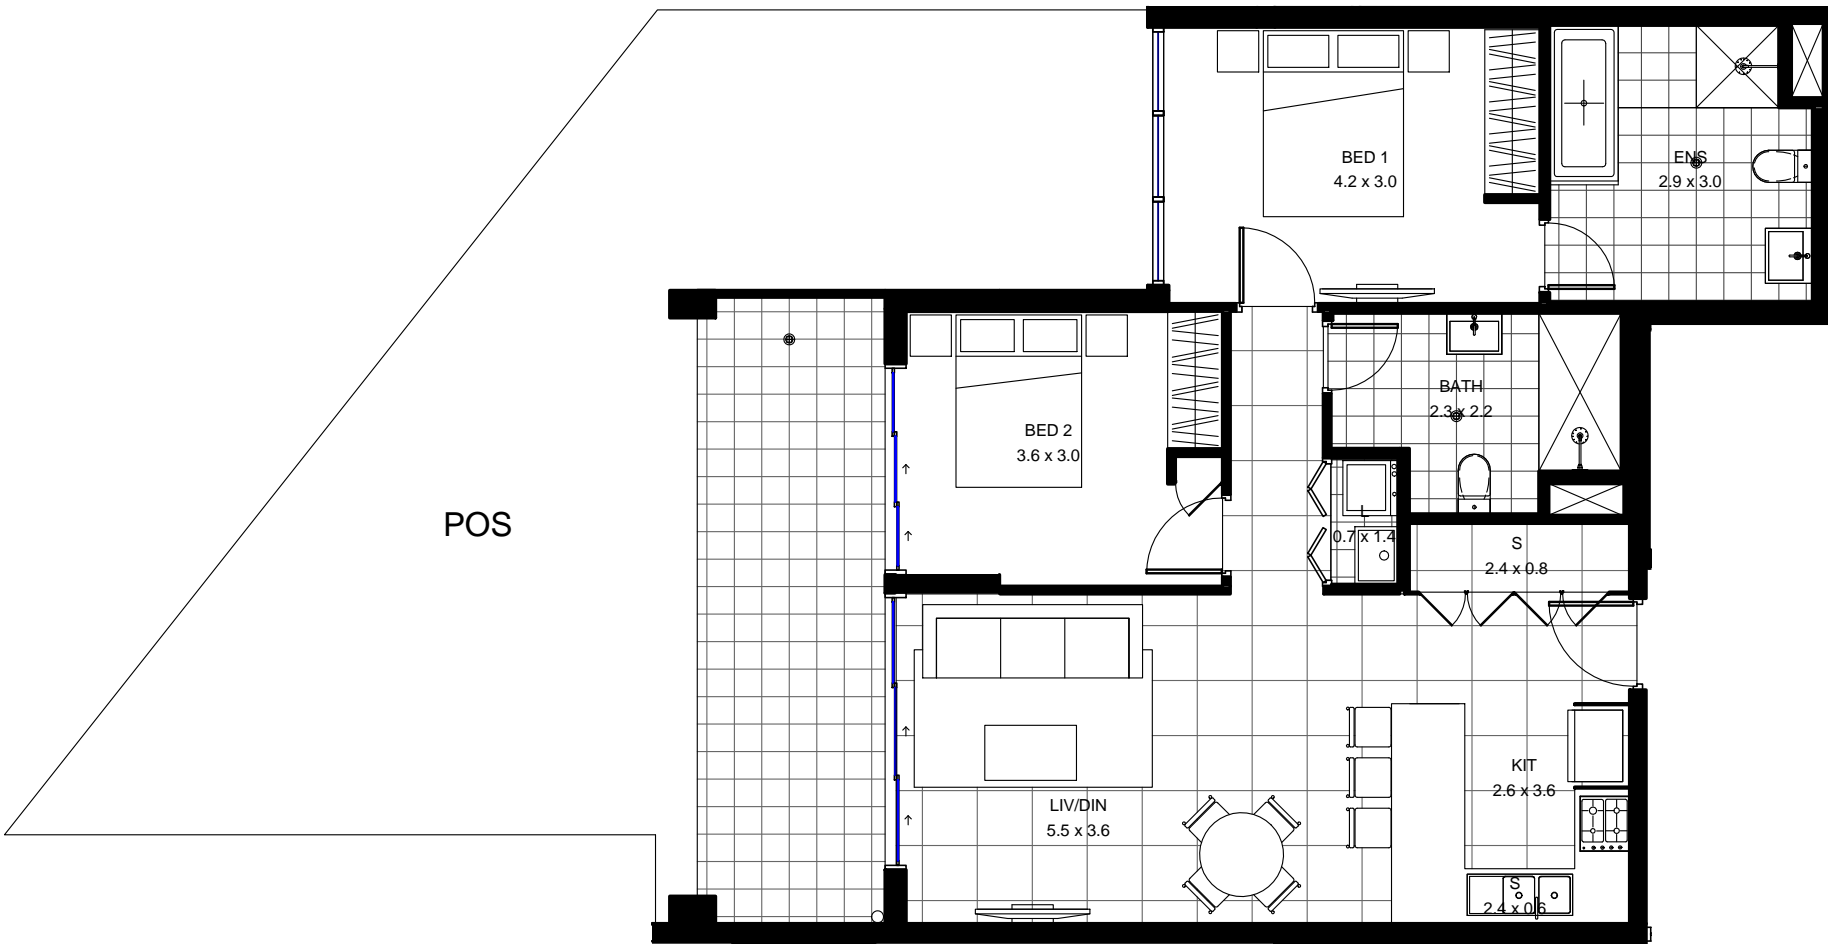 BED 1
4.2 x 3.0
ENS
2.9 x 3.0
BED 2
3.6 x 3.0
BATH
2.3 x 2.2
POS
L
0.7 x 1.4
S
2.4 x 0.8
LIV/DIN
5.5 x 3.6
KIT
2.6 x 3.6
S
2.4 x 0.6